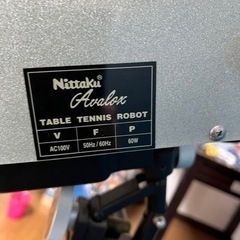 Nittaku®
Avalox
TABLE TENNIS ROBOT
V F P
AC100V 50Hz / 60Hz 60W